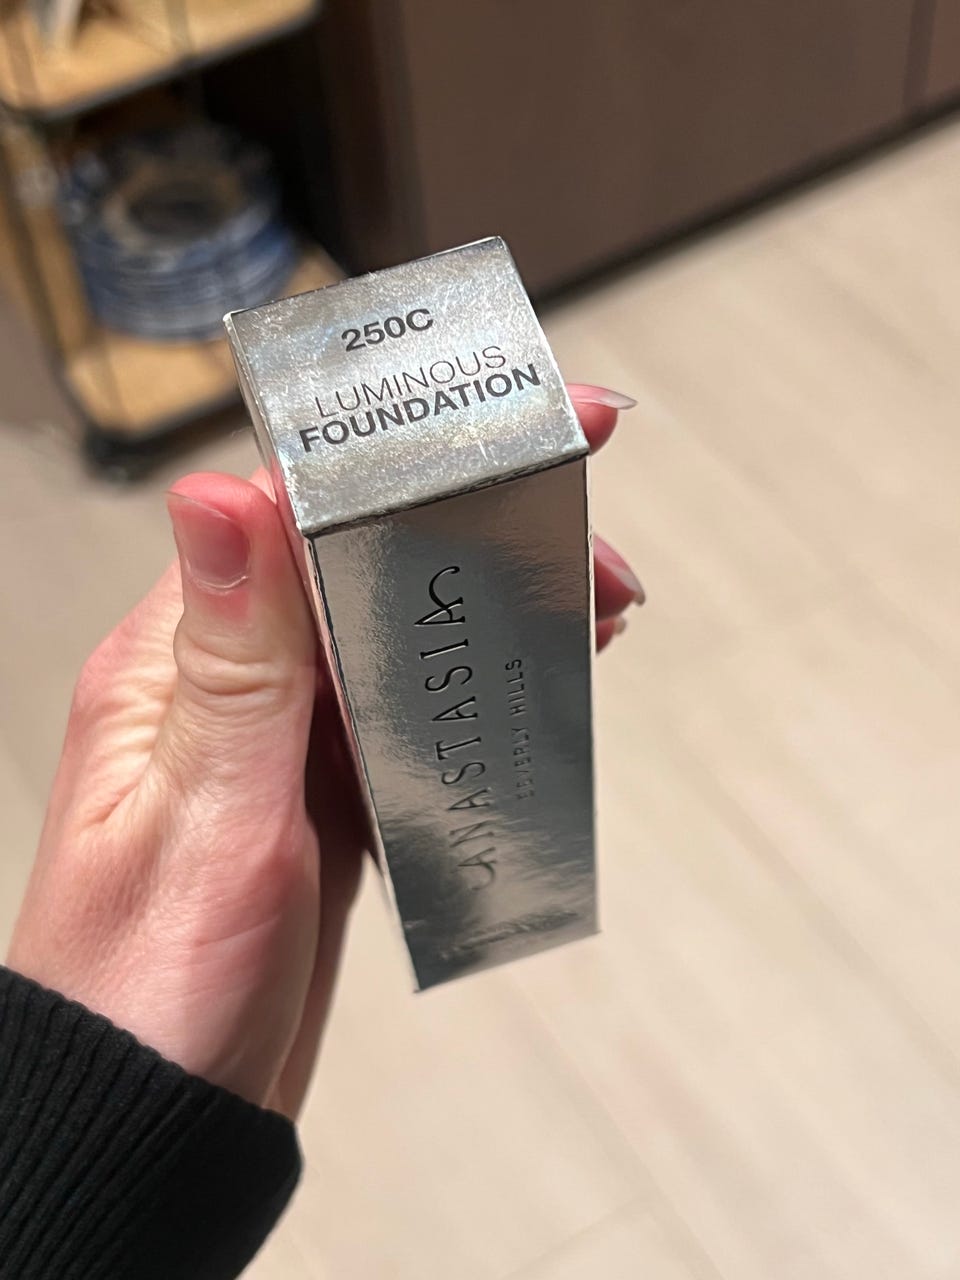 250C
LUMINOUS
FOUNDATION
ANASTASIA
BEVERLY HILLS